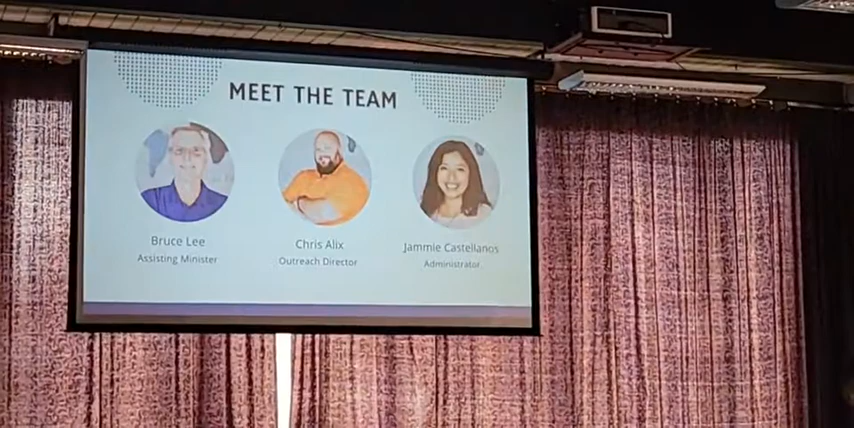 MEET THE TEAM
Bruce Lee
Assisting Minister
Chris Alix
Outreach Director
Jammie Castellanos
Administrator